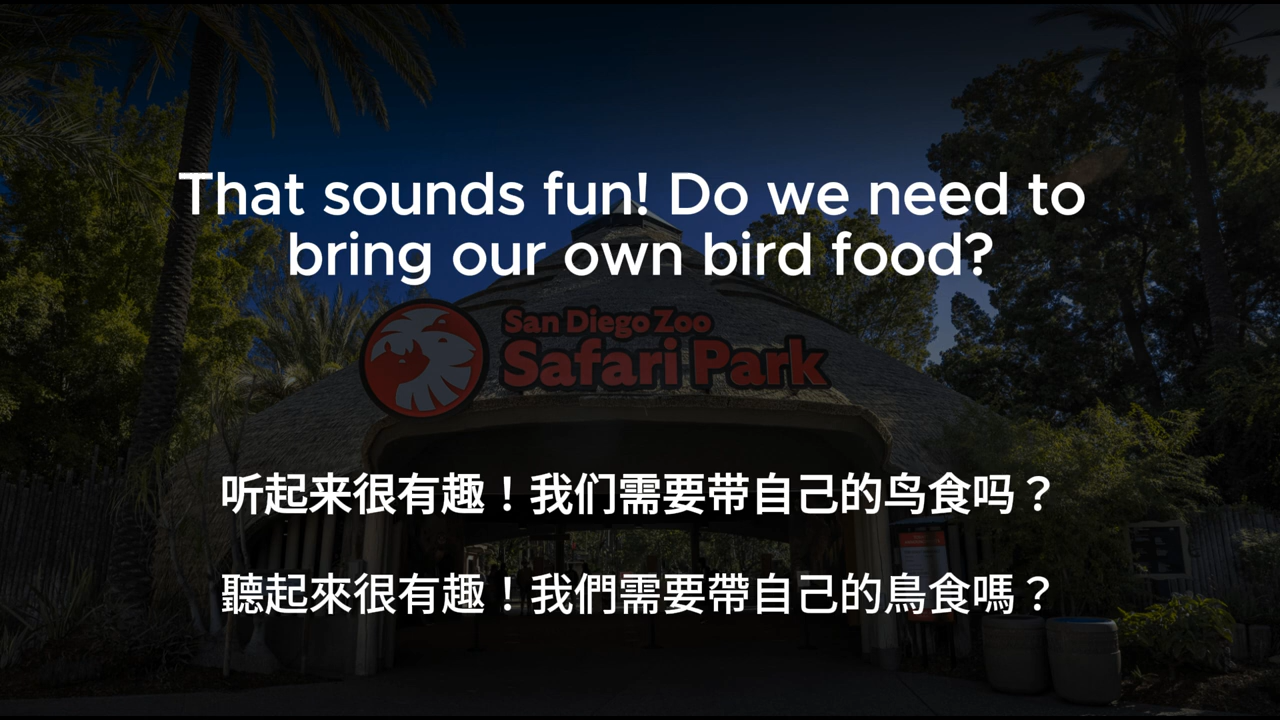 That sounds fun! Do we need to
bring our own bird food?
San Diego Zoo
Safari Park
听起来很有趣！我们需要带自己的鸟食吗？
聽起來很有趣！我們需要帶自己的鳥食嗎？